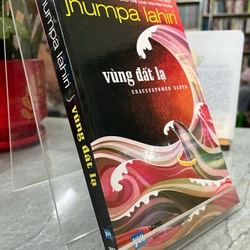 jhumpa lahiri
vùng đất lạ
UNACCUSTOMED EARTH
jhumpa lahiri
vùng đất lạ